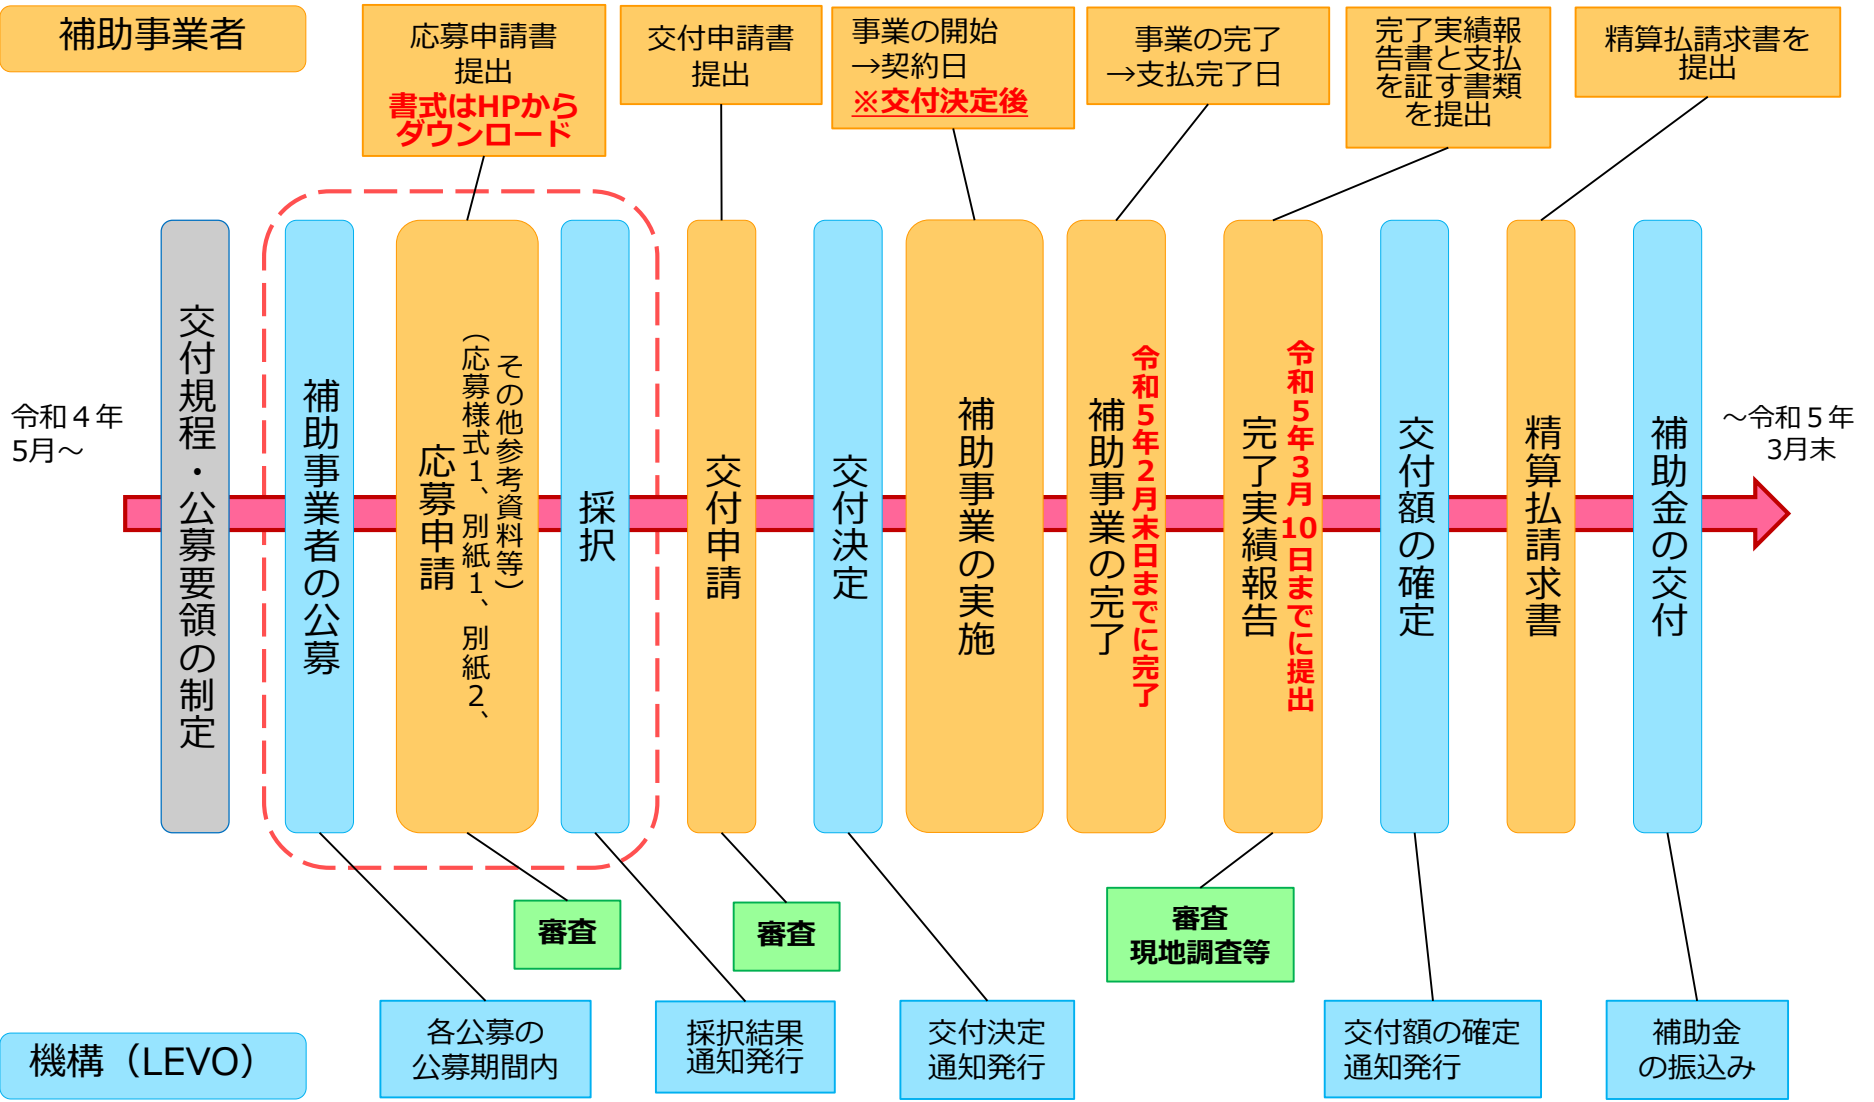 補助事業者
応募申請書
提出
書式はHPから
ダウンロード
交付申請書
提出
事業の開始
→契約日
※交付決定後
事業の完了
→支払完了日
完了実績報
告書と支払
を証す書類
を提出
精算払請求書を
提出
令和４年
5月～
交付規程・公募要領の制定
補助事業者の公募
応募申請
（応募様式１、別紙１、別紙２、
その他参考資料等）
採択
交付申請
交付決定
補助事業の実施
補助事業の完了
令和５年２月末日までに完了
完了実績報告
令和５年３月10日までに提出
交付額の確定
精算払請求書
補助金の交付
～令和５年
3月末
審査
審査
審査
現地調査等
機構（LEVO）
各公募の
公募期間内
採択結果
通知発行
交付決定
通知発行
交付額の確定
通知発行
補助金
の振込み